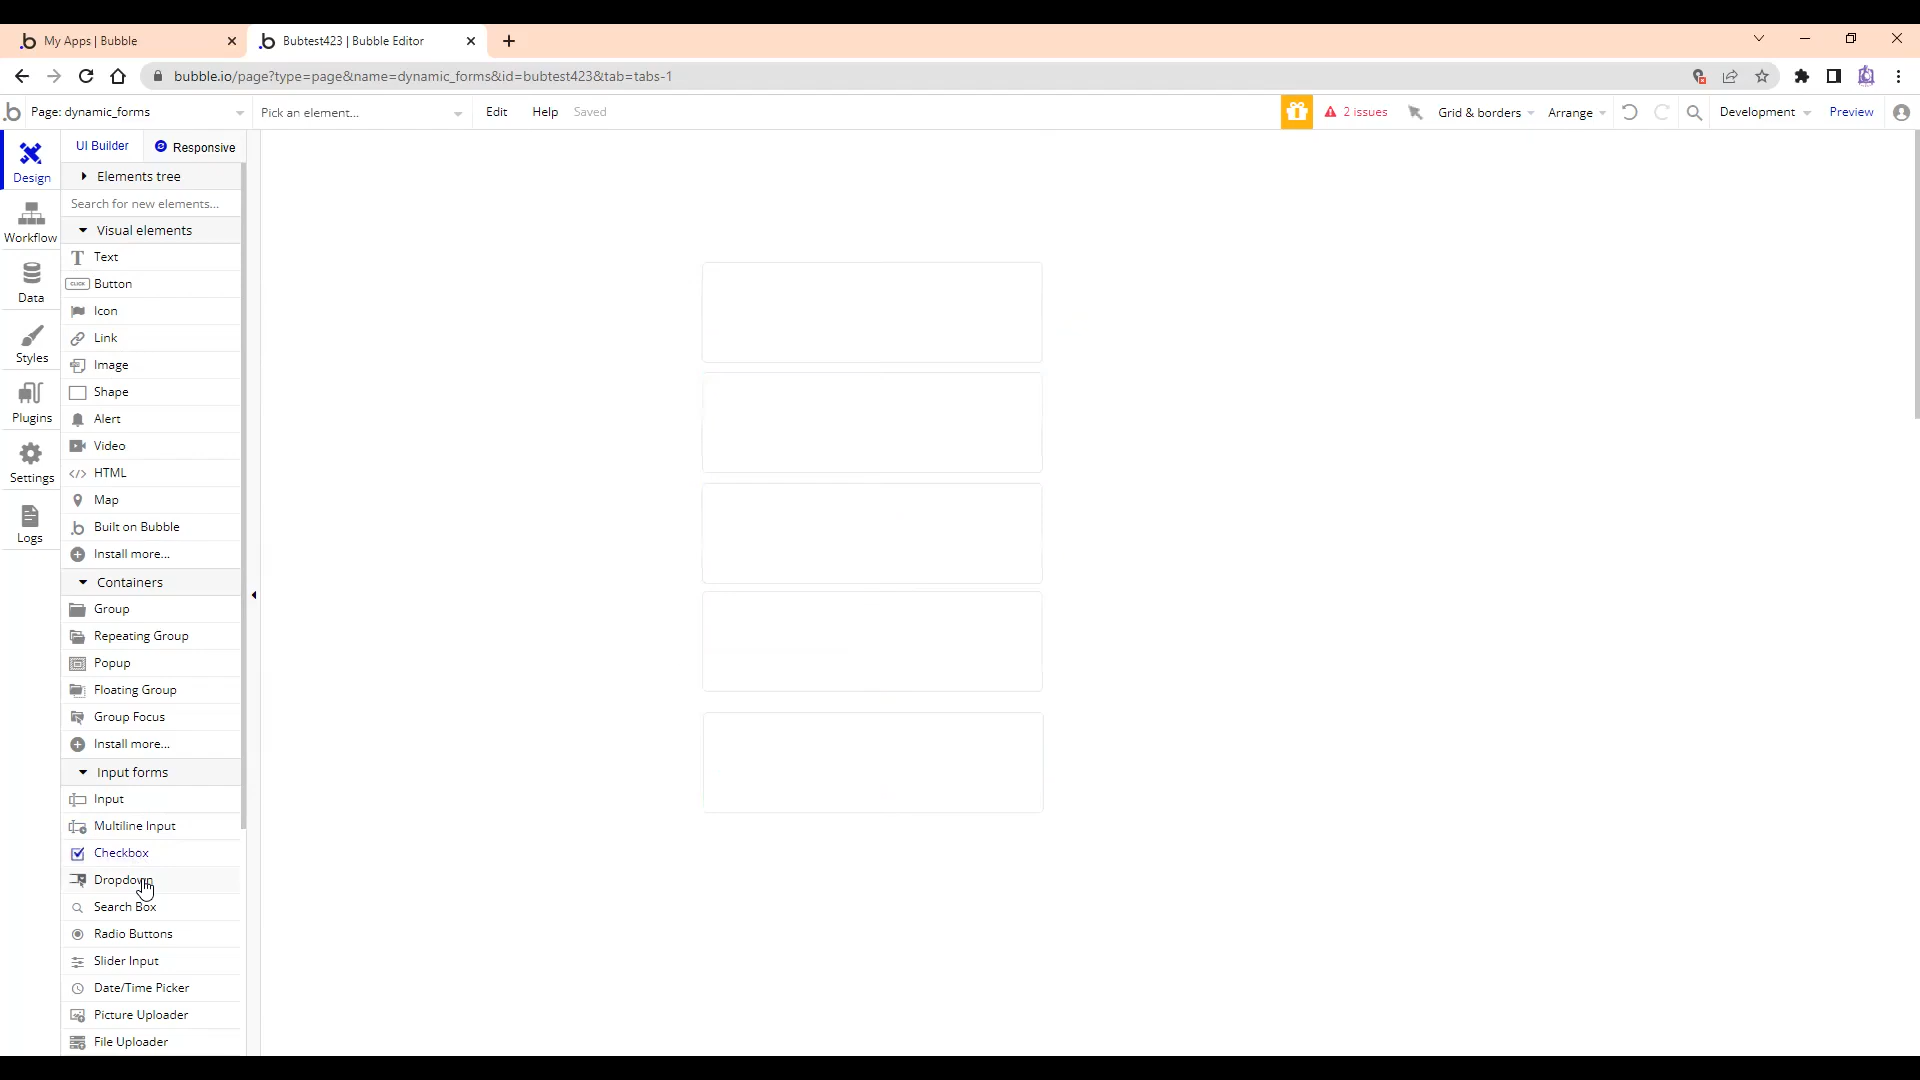 My Apps | Bubble
Bubtest423 | Bubble Editor
bubble.io/page?type=page&name=dynamic_forms&id=bubtest423&tab=tabs-1
Page: dynamic_forms
Pick an element...
Edit
Help
Saved
2 issues
Grid & borders
Arrange
Development
Preview
Design
Workflow
Data
Styles
Plugins
Settings
Logs
UI Builder
Responsive
Elements tree
Search for new elements...
Visual elements
Text
CLICK Button
Icon
Link
Image
Shape
Alert
Video
HTML
Map
Built on Bubble
Install more...
Containers
Group
Repeating Group
Popup
Floating Group
Group Focus
Install more...
Input forms
Input
Multiline Input
Checkbox
Dropdown
Search Box
Radio Buttons
Slider Input
Date/Time Picker
Picture Uploader
File Uploader